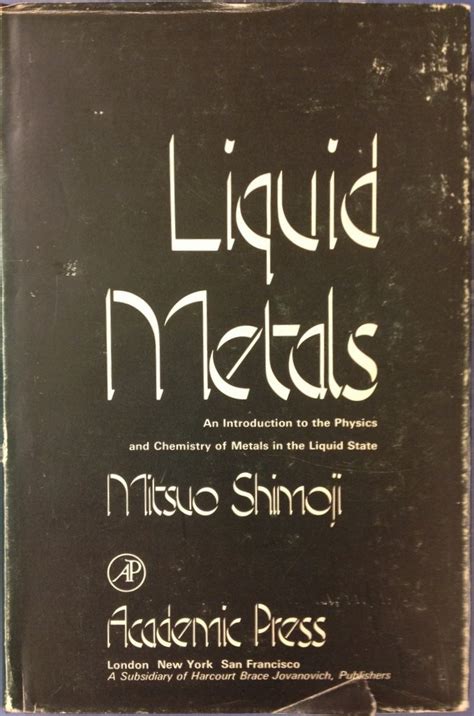 Liquid
Metals
An Introduction to the Physics
and Chemistry of Metals in the Liquid State
Mitsuo Shimoji
AP
Academic Press
London New York San Francisco
A Subsidiary of Harcourt Brace Jovanovich, Publishers